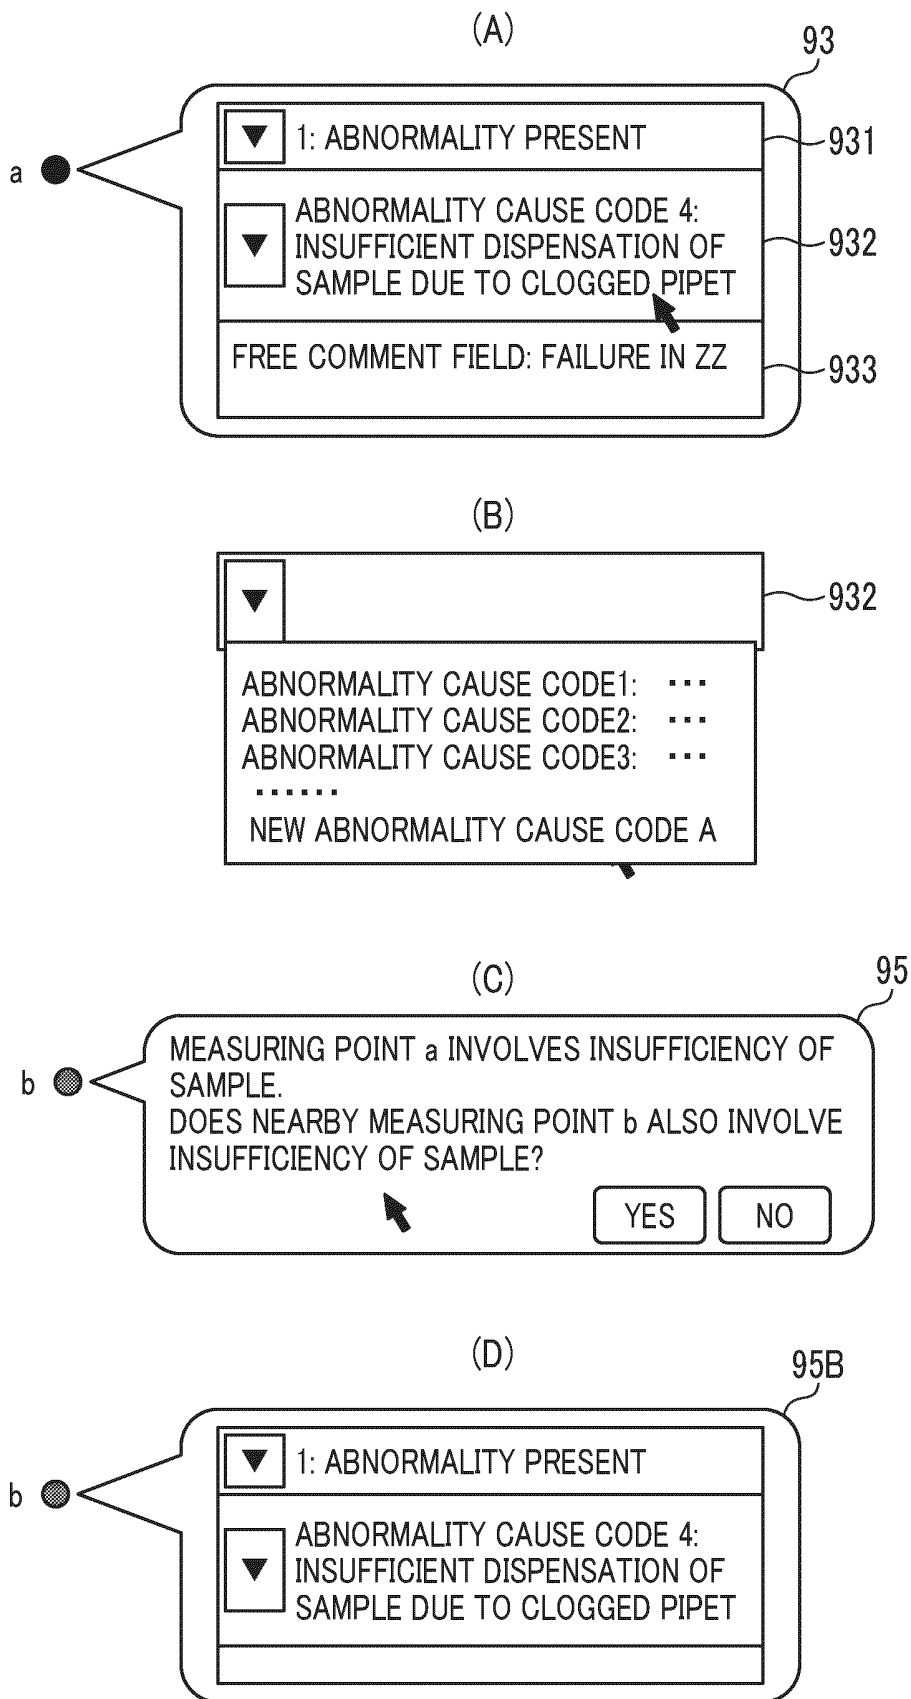 (A)
93
▼ 1: ABNORMALITY PRESENT
931
a
▼ ABNORMALITY CAUSE CODE 4:
INSUFFICIENT DISPENSATION OF
SAMPLE DUE TO CLOGGED PIPET
932
FREE COMMENT FIELD: FAILURE IN ZZ
933
(B)
▼
932
ABNORMALITY CAUSE CODE1: ...
ABNORMALITY CAUSE CODE2: ...
ABNORMALITY CAUSE CODE3: ...
......
NEW ABNORMALITY CAUSE CODE A
(C)
95
b
MEASURING POINT a INVOLVES INSUFFICIENCY OF
SAMPLE.
DOES NEARBY MEASURING POINT b ALSO INVOLVE
INSUFFICIENCY OF SAMPLE?
YES NO
(D)
95B
▼ 1: ABNORMALITY PRESENT
b
▼ ABNORMALITY CAUSE CODE 4:
INSUFFICIENT DISPENSATION OF
SAMPLE DUE TO CLOGGED PIPET